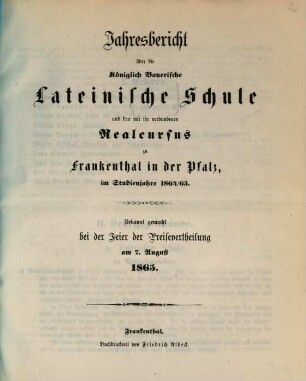 Jahresbericht
über die
Königlich Bayerische
Lateinische Schule
und den mit ihr verbundenen
Realcursus
zu
Frankenthal in der Pfalz,
im Studienjahre 1864/65.
Bekannt gemacht
bei der Feier der Preisevertheilung
am 7. August
1865.
Frankenthal,
Buchdruckerei von Friedrich Albeck.